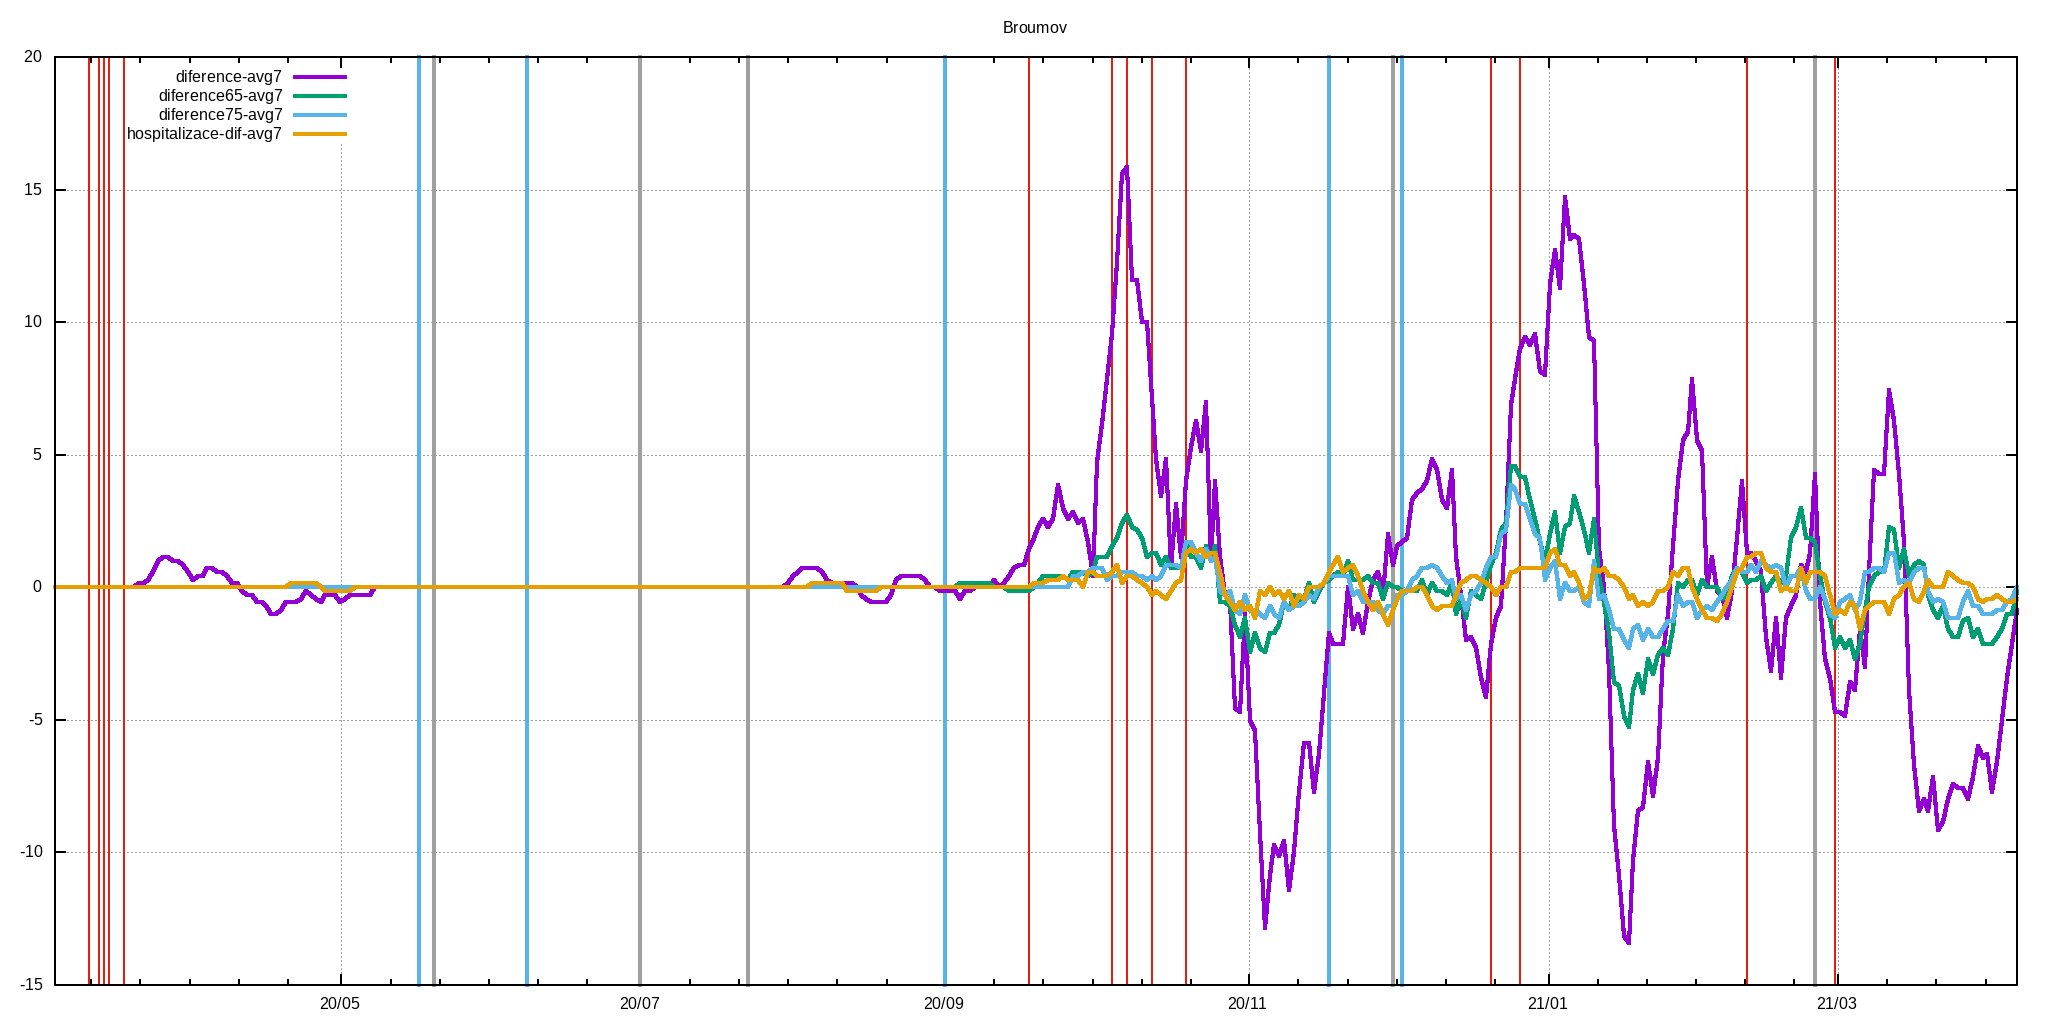 Broumov
20
15
10
5
0
-5
-10
-15
diference-avg7
diference65-avg7
diference75-avg7
hospitalizace-dif-avg7
20/05 20/07 20/09 20/11 21/01 21/03